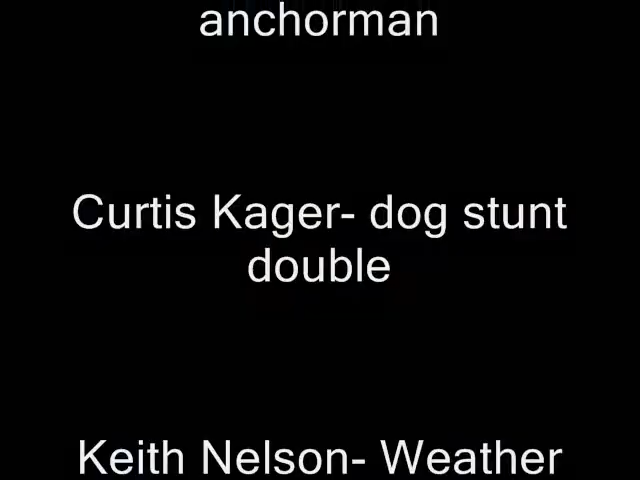 anchorman
Curtis Kager- dog stunt
double
Keith Nelson- Weather